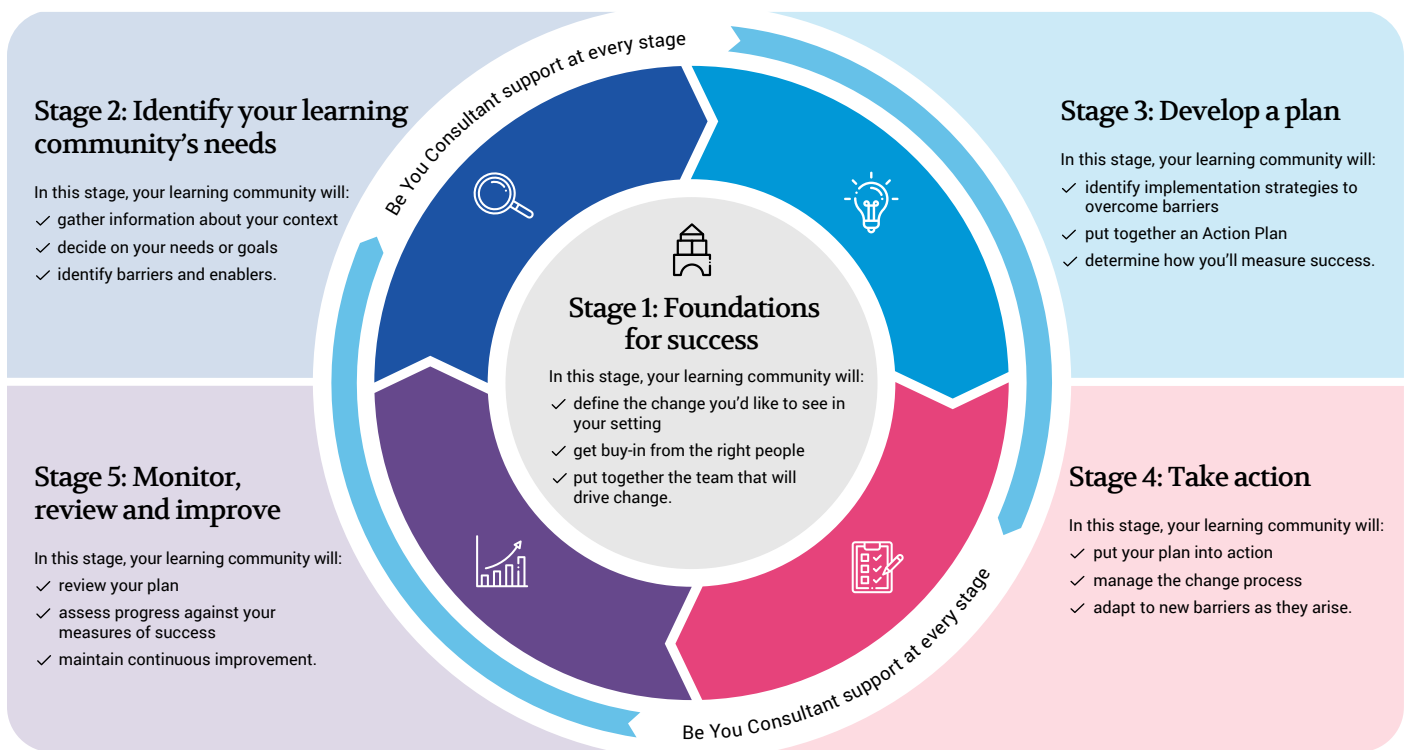 Be You Consultant support at every stage
Stage 2: Identify your learning
community’s needs
In this stage, your learning community will:
gather information about your context
decide on your needs or goals
identify barriers and enablers.
Stage 3: Develop a plan
In this stage, your learning community will:
identify implementation strategies to
overcome barriers
put together an Action Plan
determine how you’ll measure success.
Stage 1: Foundations
for success
In this stage, your learning community will:
define the change you’d like to see in
your setting
get buy-in from the right people
put together the team that will
drive change.
Stage 5: Monitor,
review and improve
In this stage, your learning community will:
review your plan
assess progress against your
measures of success
maintain continuous improvement.
Stage 4: Take action
In this stage, your learning community will:
put your plan into action
manage the change process
adapt to new barriers as they arise.
Be You Consultant support at every stage